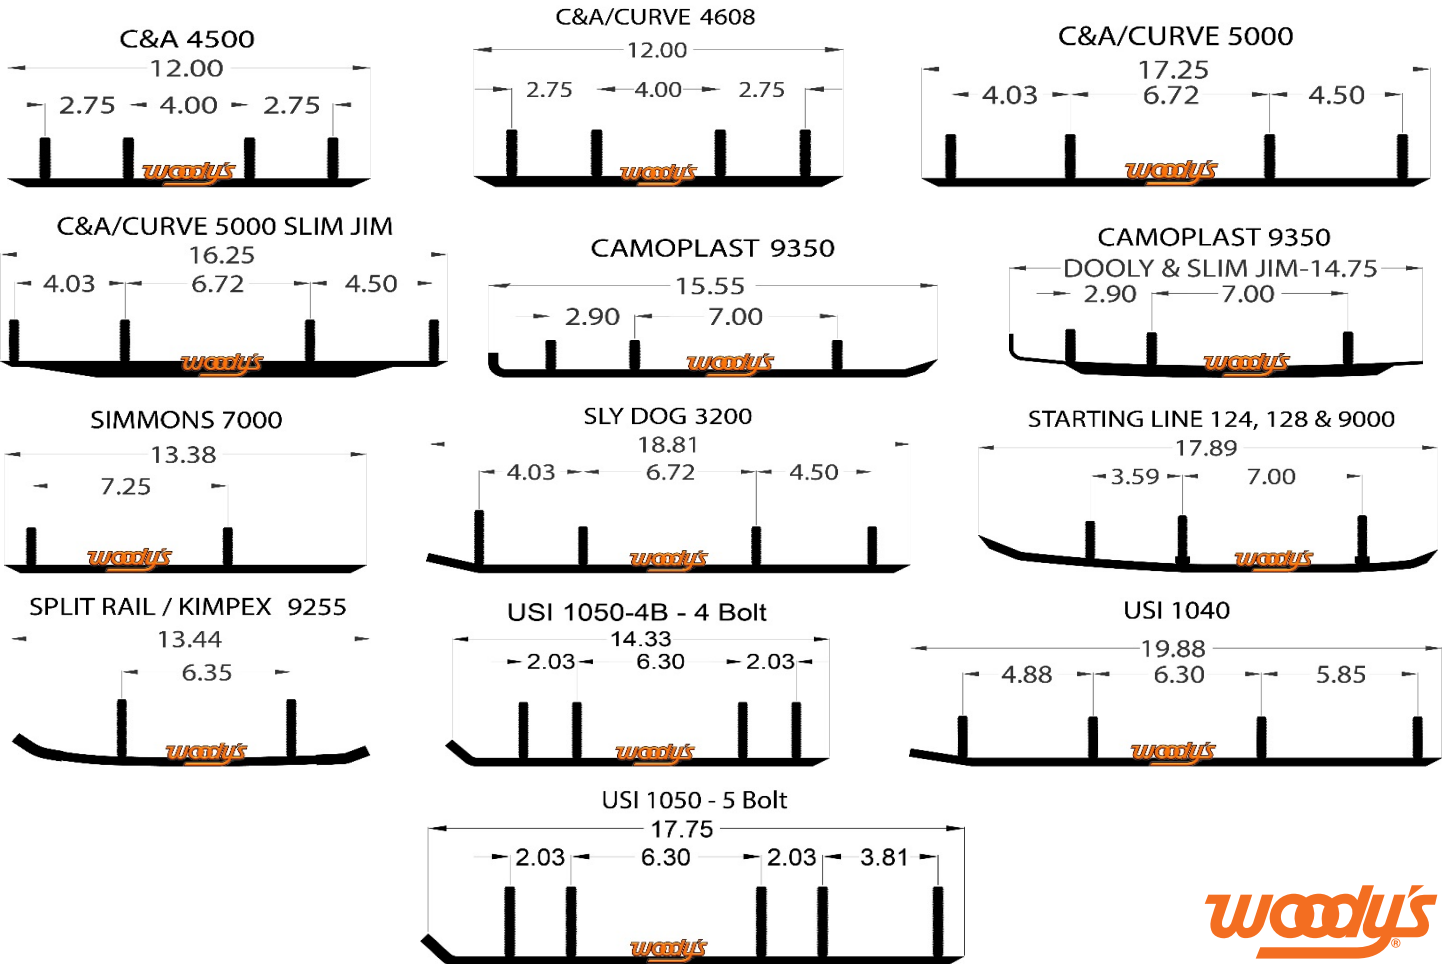 C&A 4500
12.00
2.75 4.00 2.75
woody's
C&A/CURVE 4608
12.00
2.75 4.00 2.75
woody's
C&A/CURVE 5000
17.25
4.03 6.72 4.50
woody's
C&A/CURVE 5000 SLIM JIM
16.25
4.03 6.72 4.50
woody's
CAMOPLAST 9350
15.55
2.90 7.00
woody's
CAMOPLAST 9350
DOOLY & SLIM JIM-14.75
2.90 7.00
woody's
SIMMONS 7000
13.38
7.25
woody's
SLY DOG 3200
18.81
4.03 6.72 4.50
woody's
STARTING LINE 124, 128 & 9000
17.89
3.59 7.00
woody's
SPLIT RAIL / KIMPEX 9255
13.44
6.35
woody's
USI 1050-4B - 4 Bolt
14.33
2.03 6.30 2.03
woody's
USI 1040
19.88
4.88 6.30 5.85
woody's
USI 1050 - 5 Bolt
17.75
2.03 6.30 2.03 3.81
woody's
woody's®